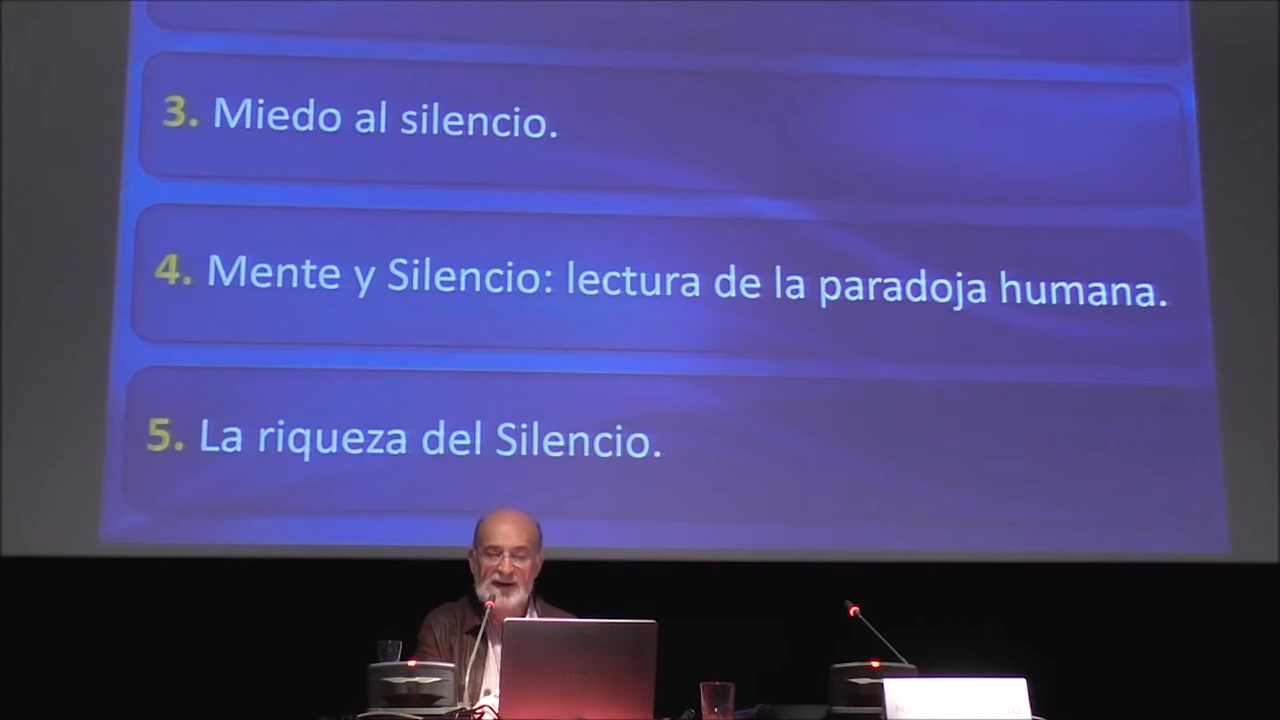 3. Miedo al silencio.
4. Mente y Silencio: lectura de la paradoja humana.
5. La riqueza del Silencio.